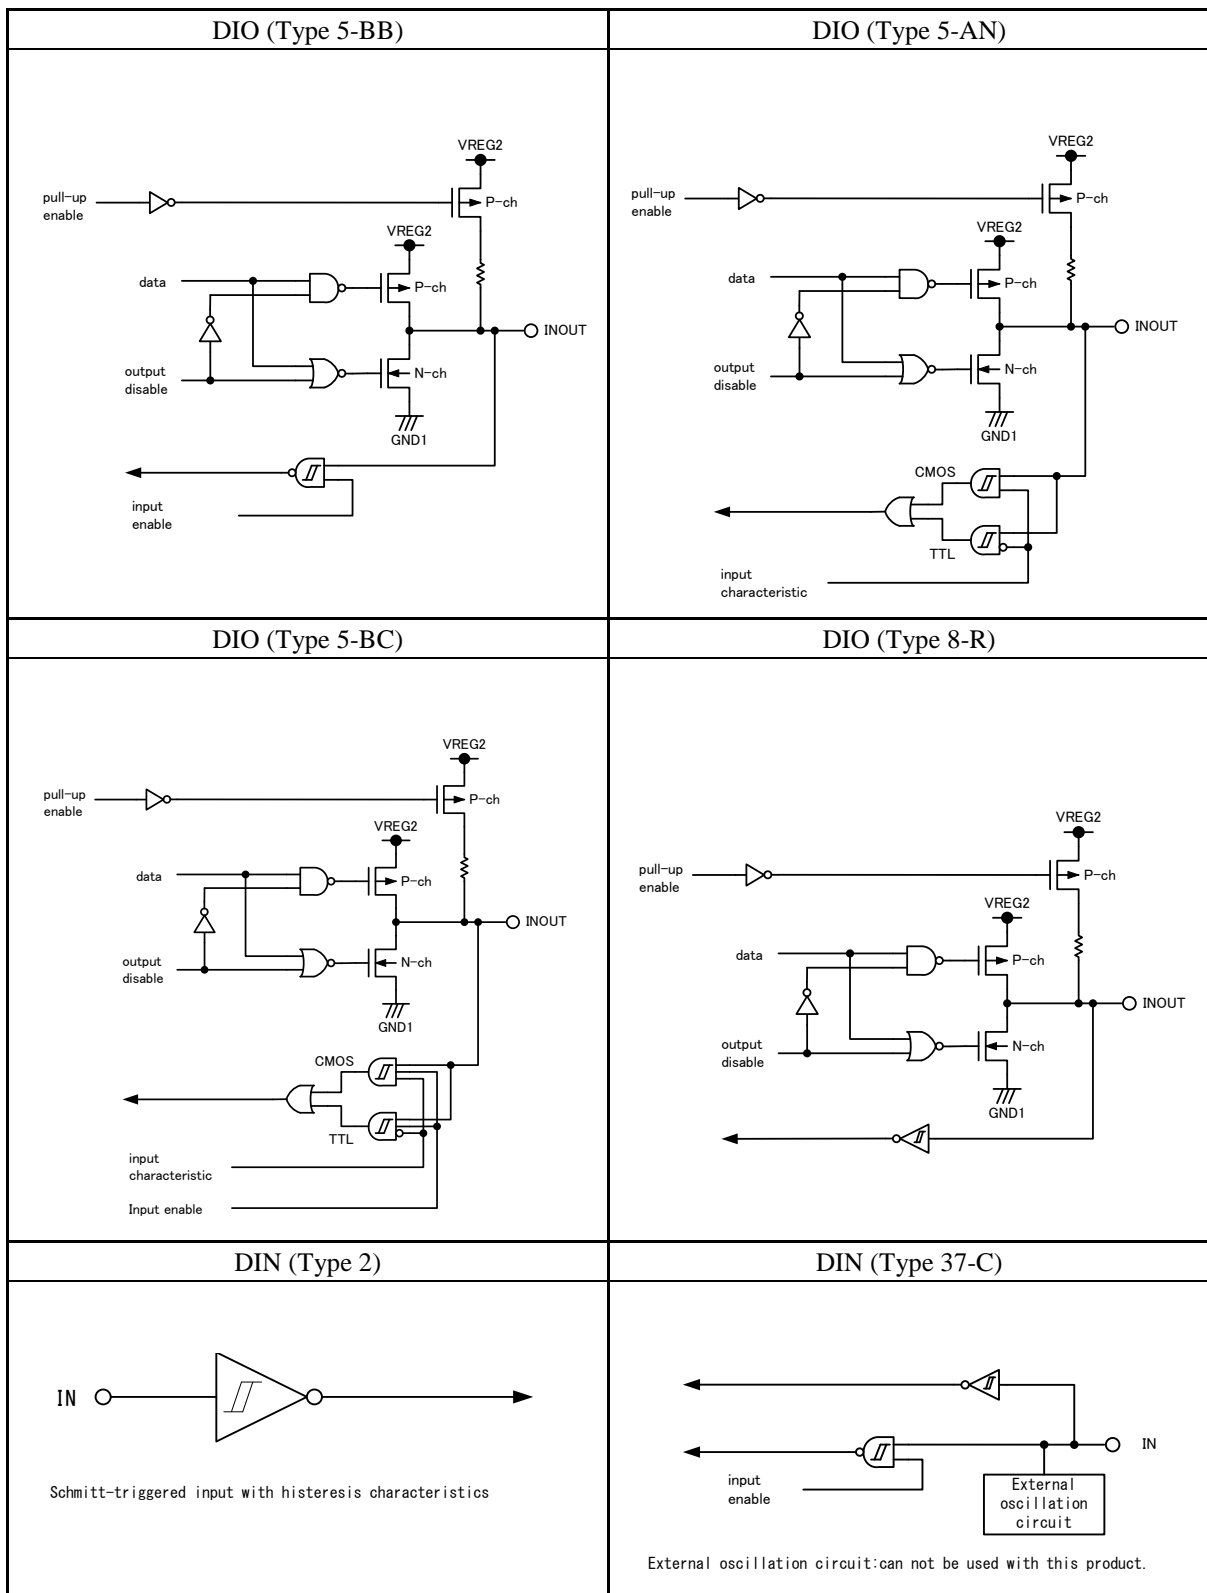 DIO (Type 5-BB)
VREG2
pull-up
enable
P-ch
VREG2
data
P-ch
INOUT
output
disable
N-ch
GND1
input
enable
DIO (Type 5-AN)
VREG2
pull-up
enable
P-ch
VREG2
data
P-ch
INOUT
output
disable
N-ch
GND1
CMOS
TTL
input
characteristic
DIO (Type 5-BC)
VREG2
pull-up
enable
P-ch
VREG2
data
P-ch
INOUT
output
disable
N-ch
GND1
CMOS
TTL
input
characteristic
Input enable
DIO (Type 8-R)
VREG2
pull-up
enable
P-ch
VREG2
data
P-ch
INOUT
output
disable
N-ch
GND1
DIN (Type 2)
IN
Schmitt-triggered input with histeresis characteristics
DIN (Type 37-C)
IN
input
enable
External
oscillation
circuit
External oscillation circuit:can not be used with this product.